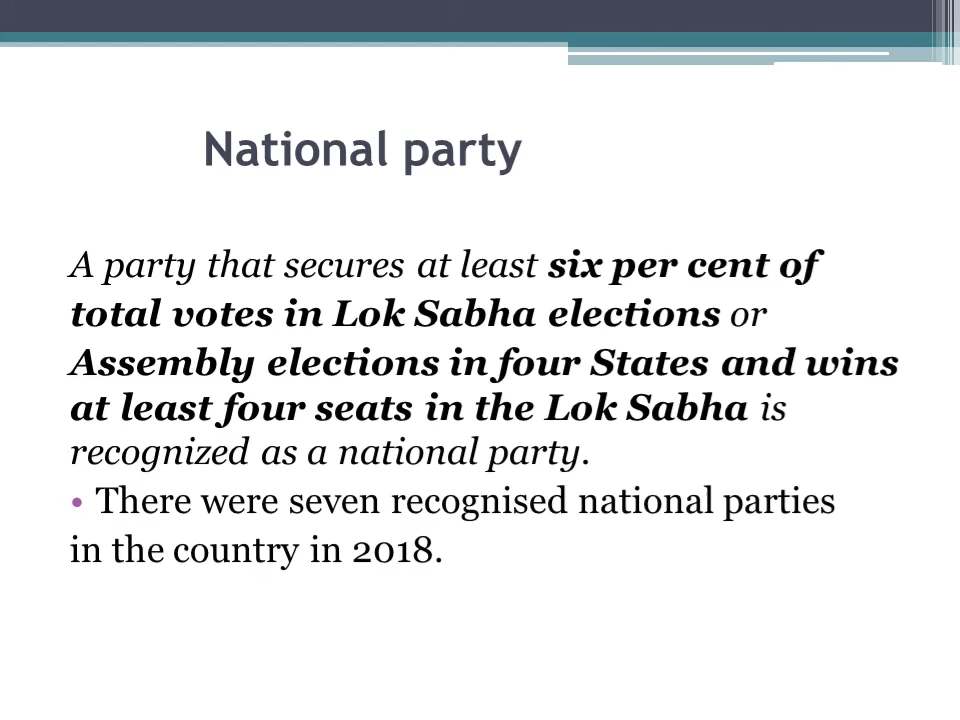 National party
A party that secures at least six per cent of
total votes in Lok Sabha elections or
Assembly elections in four States and wins
at least four seats in the Lok Sabha is
recognized as a national party.
• There were seven recognised national parties
in the country in 2018.